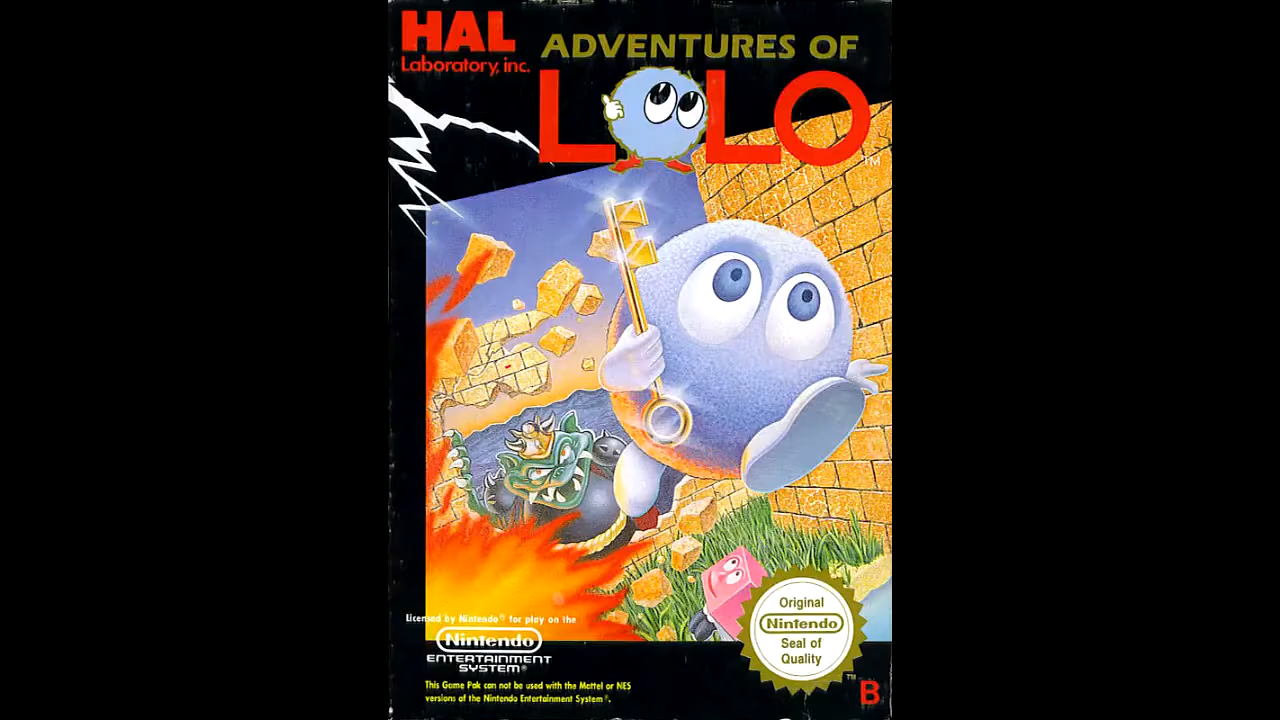 HAL
Laboratory, inc.
ADVENTURES OF
LOLO
TM
Licensed by Nintendo® for play on the
Nintendo
ENTERTAINMENT
SYSTEM®
This Game Pak can not be used with the Mattel or NES
versions of the Nintendo Entertainment System®.
Original
Nintendo
Seal of
Quality
TM
B